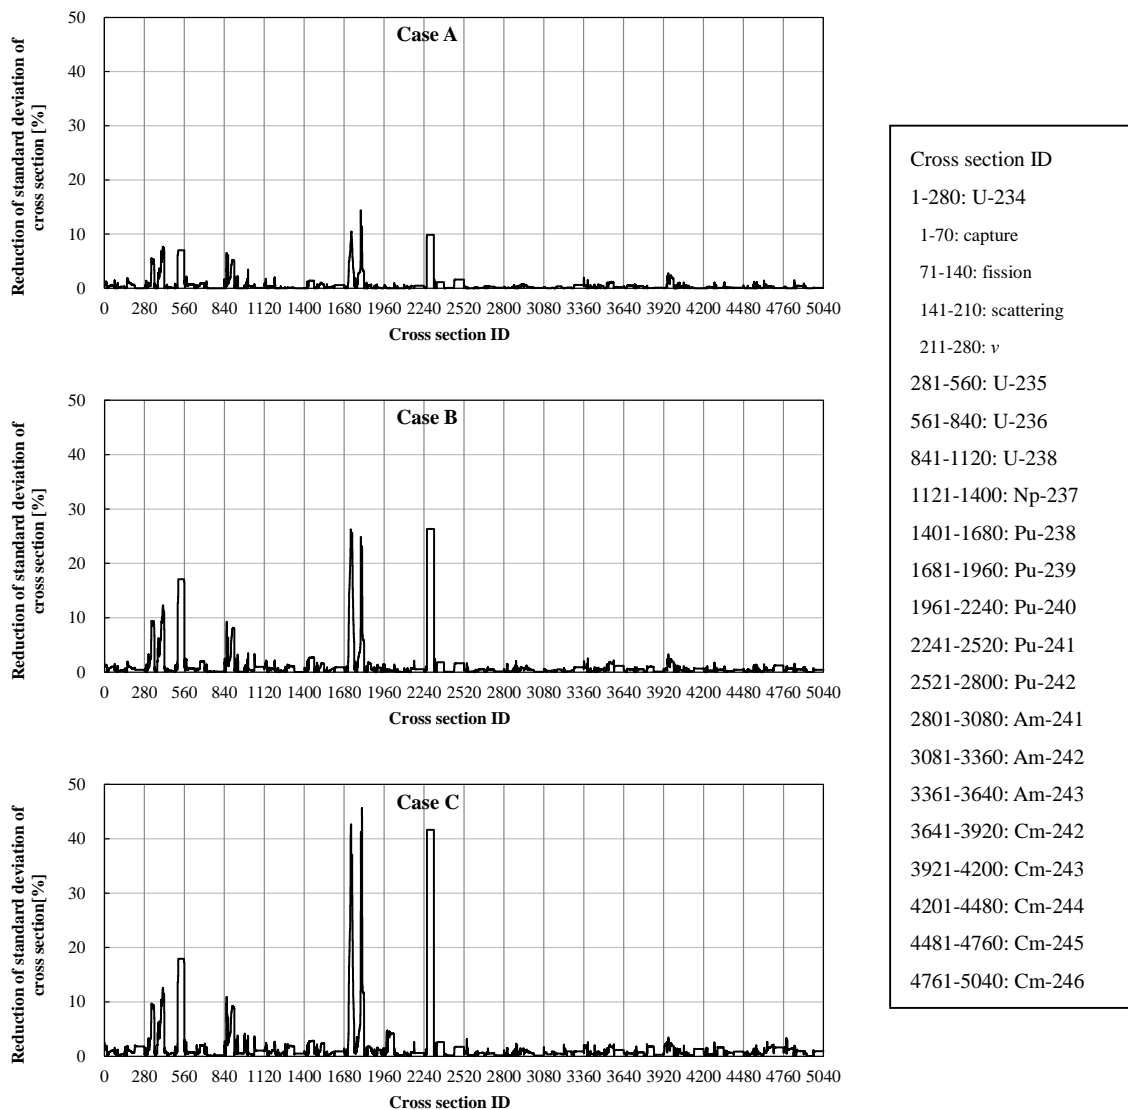 Case A
Reduction of standard deviation of
cross section [%]
50
40
30
20
10
0
0 280 560 840 1120 1400 1680 1960 2240 2520 2800 3080 3360 3640 3920 4200 4480 4760 5040
Cross section ID
Case B
Reduction of standard deviation of
cross section [%]
50
40
30
20
10
0
0 280 560 840 1120 1400 1680 1960 2240 2520 2800 3080 3360 3640 3920 4200 4480 4760 5040
Cross section ID
Case C
Reduction of standard deviation of
cross section[%]
50
40
30
20
10
0
0 280 560 840 1120 1400 1680 1960 2240 2520 2800 3080 3360 3640 3920 4200 4480 4760 5040
Cross section ID
Cross section ID
1-280: U-234
1-70: capture
71-140: fission
141-210: scattering
211-280: ν
281-560: U-235
561-840: U-236
841-1120: U-238
1121-1400: Np-237
1401-1680: Pu-238
1681-1960: Pu-239
1961-2240: Pu-240
2241-2520: Pu-241
2521-2800: Pu-242
2801-3080: Am-241
3081-3360: Am-242
3361-3640: Am-243
3641-3920: Cm-242
3921-4200: Cm-243
4201-4480: Cm-244
4481-4760: Cm-245
4761-5040: Cm-246